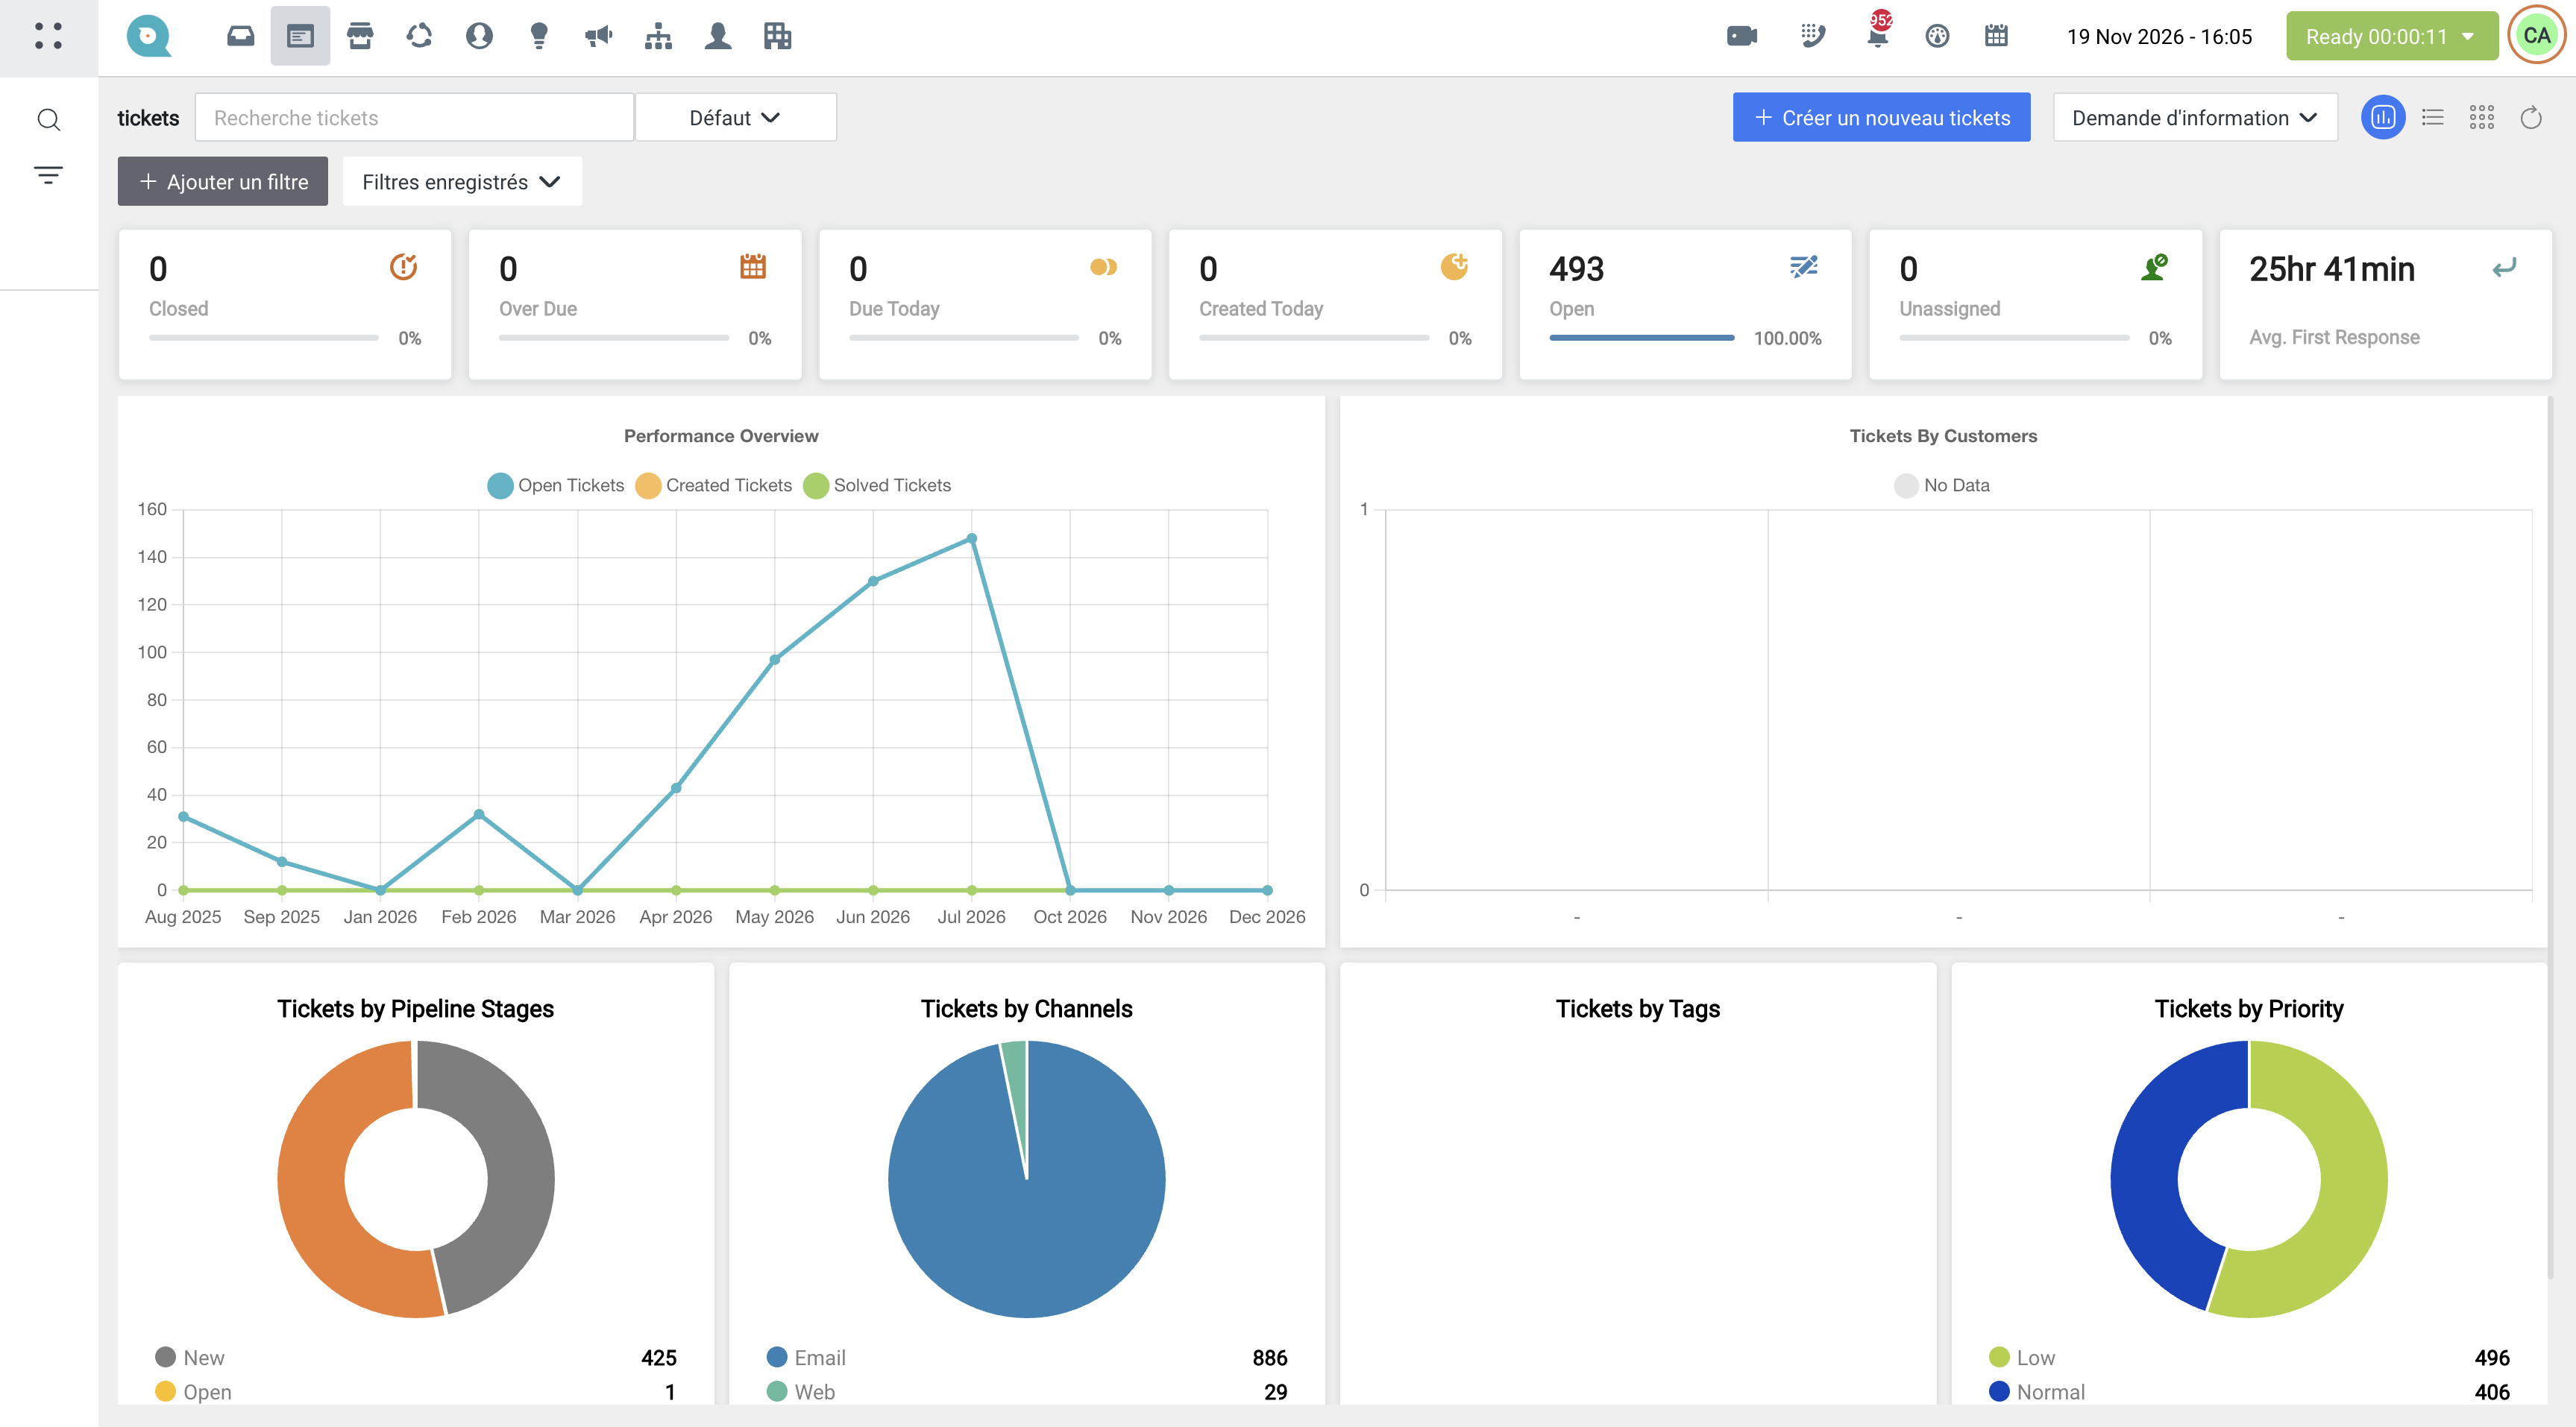 952
19 Nov 2026 - 16:05
Ready 00:00:11
CA
tickets
Recherche tickets
Défaut
+ Créer un nouveau tickets
Demande d'information
+ Ajouter un filtre
Filtres enregistrés
0
Closed
0%
0
Over Due
0%
0
Due Today
0%
0
Created Today
0%
493
Open
100.00%
0
Unassigned
0%
25hr 41min
Avg. First Response
Performance Overview
Open Tickets Created Tickets Solved Tickets
160
140
120
100
80
60
40
20
0
Aug 2025 Sep 2025 Jan 2026 Feb 2026 Mar 2026 Apr 2026 May 2026 Jun 2026 Jul 2026 Oct 2026 Nov 2026 Dec 2026
Tickets By Customers
No Data
1
0
- - -
Tickets by Pipeline Stages
New 425
Open 1
Tickets by Channels
Email 886
Web 29
Tickets by Tags
Tickets by Priority
Low 496
Normal 406